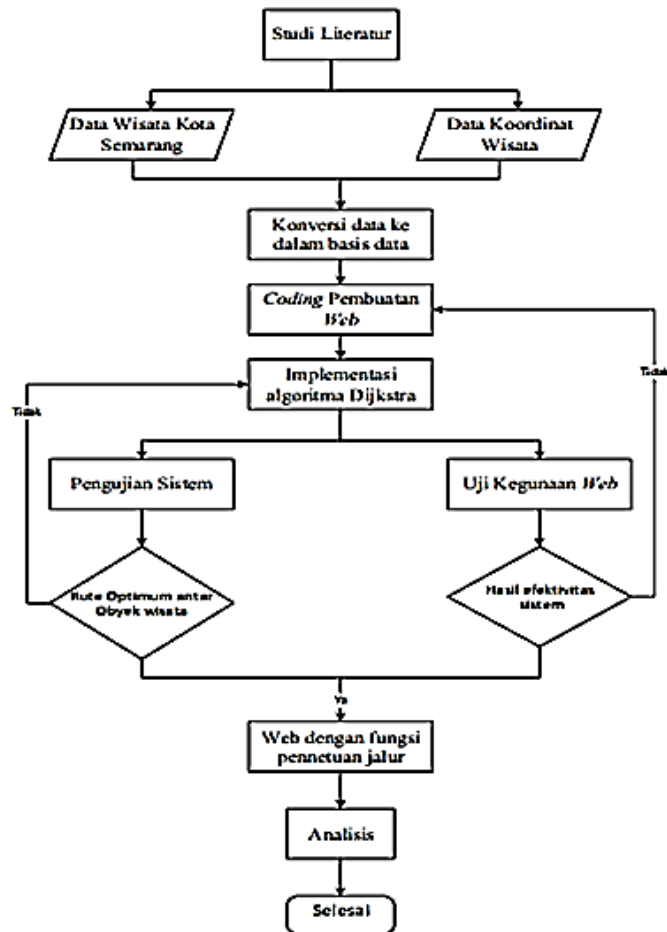 Studi Literatur
Data Wisata Kota
Semarang
Data Koordinat
Wisata
Konversi data ke
dalam basis data
Coding Pembuatan
Web
Implementasi
algoritma Dijkstra
Tidak
Tidak
Pengujian Sistem
Uji Kegunaan Web
Rute Optimum antar
Obyek wisata
Hasil efektivitas
sistem
Ya
Web dengan fungsi
pennetuan jalur
Analisis
Selesai